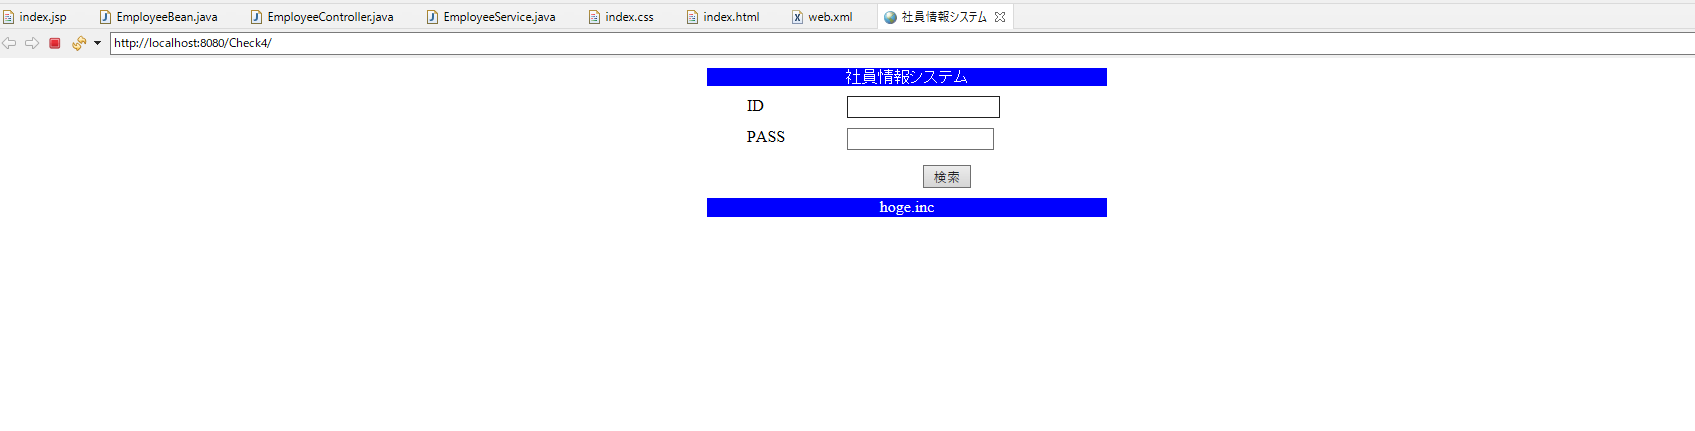 index.jsp EmployeeBean.java EmployeeController.java EmployeeService.java index.css index.html web.xml 社員情報システム
http://localhost:8080/Check4/
社員情報システム
ID
PASS
検索
hoge.inc